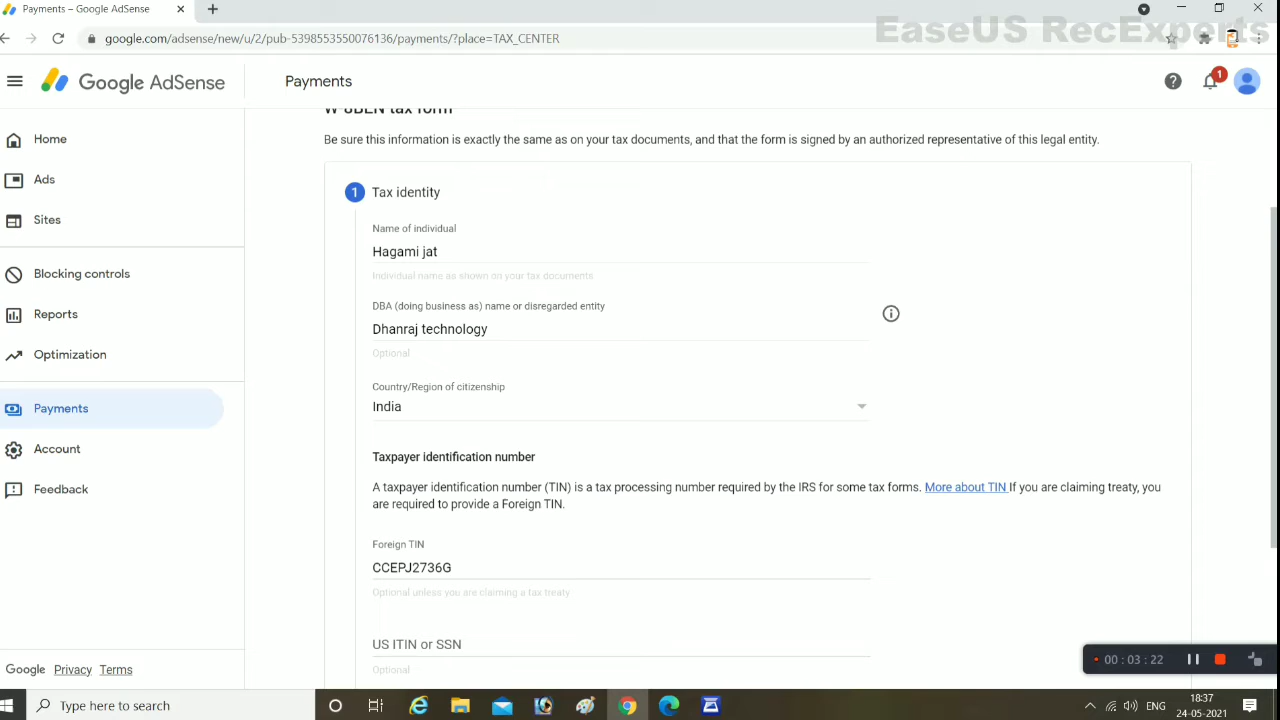 Payments – Google AdSense
EaseUS RecExperts
google.com/adsense/new/u/2/pub-5398553550076136/payments/?place=TAX_CENTER
Google AdSense
Payments
1
Home
Ads
Sites
Blocking controls
Reports
Optimization
Payments
Account
Feedback
Google Privacy Terms
W-8BEN tax form
Be sure this information is exactly the same as on your tax documents, and that the form is signed by an authorized representative of this legal entity.
1 Tax identity
Name of individual
Hagami jat
Individual name as shown on your tax documents
DBA (doing business as) name or disregarded entity
Dhanraj technology
Optional
Country/Region of citizenship
India
Taxpayer identification number
A taxpayer identification number (TIN) is a tax processing number required by the IRS for some tax forms. More about TIN If you are claiming treaty, you
are required to provide a Foreign TIN.
Foreign TIN
CCEPJ2736G
Optional unless you are claiming a tax treaty
US ITIN or SSN
Optional
00 : 03 : 22
Type here to search
ENG
18:37
24-05-2021